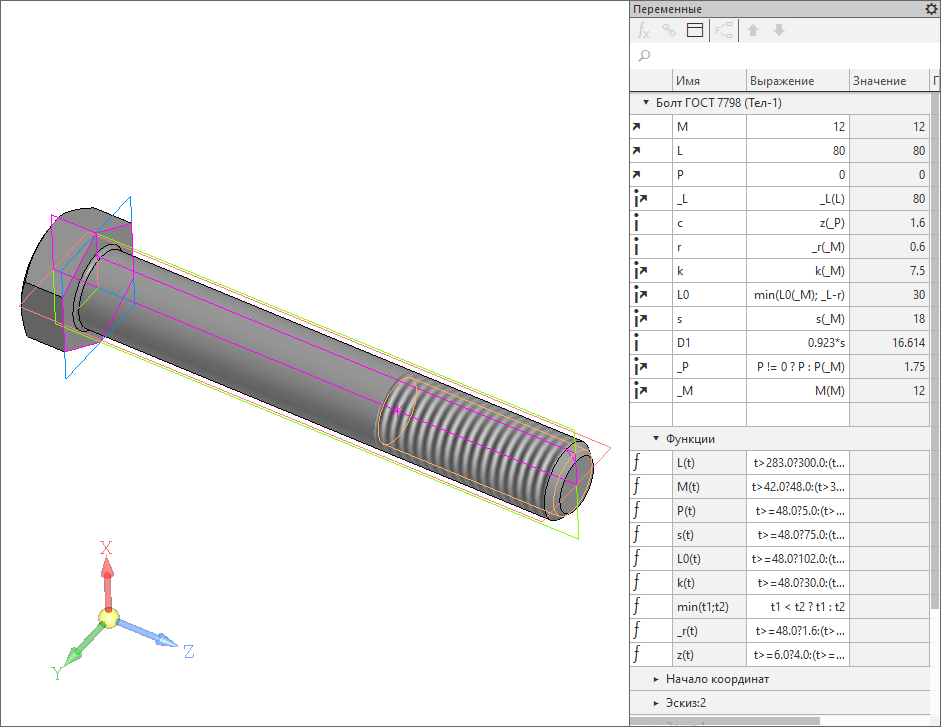 Переменные
Имя Выражение Значение
Болт ГОСТ 7798 (Тел-1)
M 12 12
L 80 80
P 0 0
_L _L(L) 80
c z(_P) 1.6
r _r(_M) 0.6
k k(_M) 7.5
L0 min(L0(_M); _L-r) 30
s s(_M) 18
D1 0.923*s 16.614
_P P != 0 ? P : P(_M) 1.75
_M M(M) 12
Функции
L(t) t>283.0?300.0:(t...
M(t) t>42.0?48.0:(t>3...
P(t) t>=48.0?5.0:(t>...
s(t) t>=48.0?75.0:(t...
L0(t) t>=48.0?102.0:(t...
k(t) t>=48.0?30.0:(t...
min(t1;t2) t1 < t2 ? t1 : t2
_r(t) t>=48.0?1.6:(t>...
z(t) t>=6.0?4.0:(t>=...
Начало координат
Эскиз:2
X
Z
Y